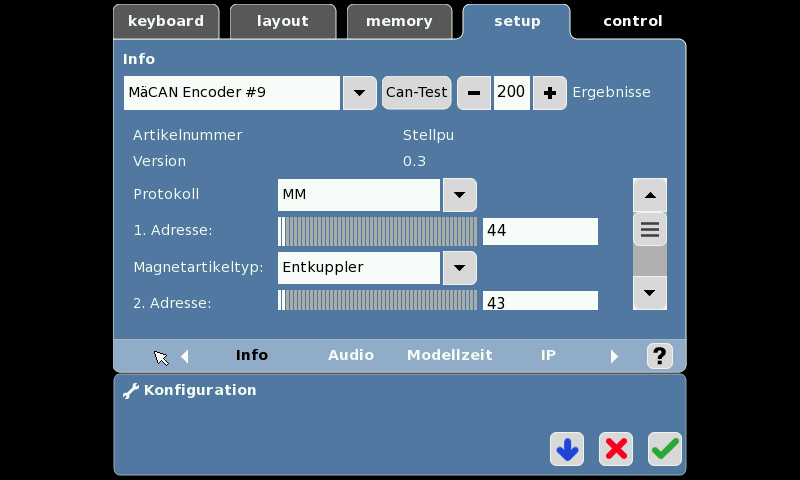 keyboard layout memory setup control
Info
MäCAN Encoder #9 Can-Test − 200 + Ergebnisse
Artikelnummer Stellpu
Version 0.3
Protokoll MM
1. Adresse: 44
Magnetartikeltyp: Entkuppler
2. Adresse: 43
Info Audio Modellzeit IP ?
Konfiguration